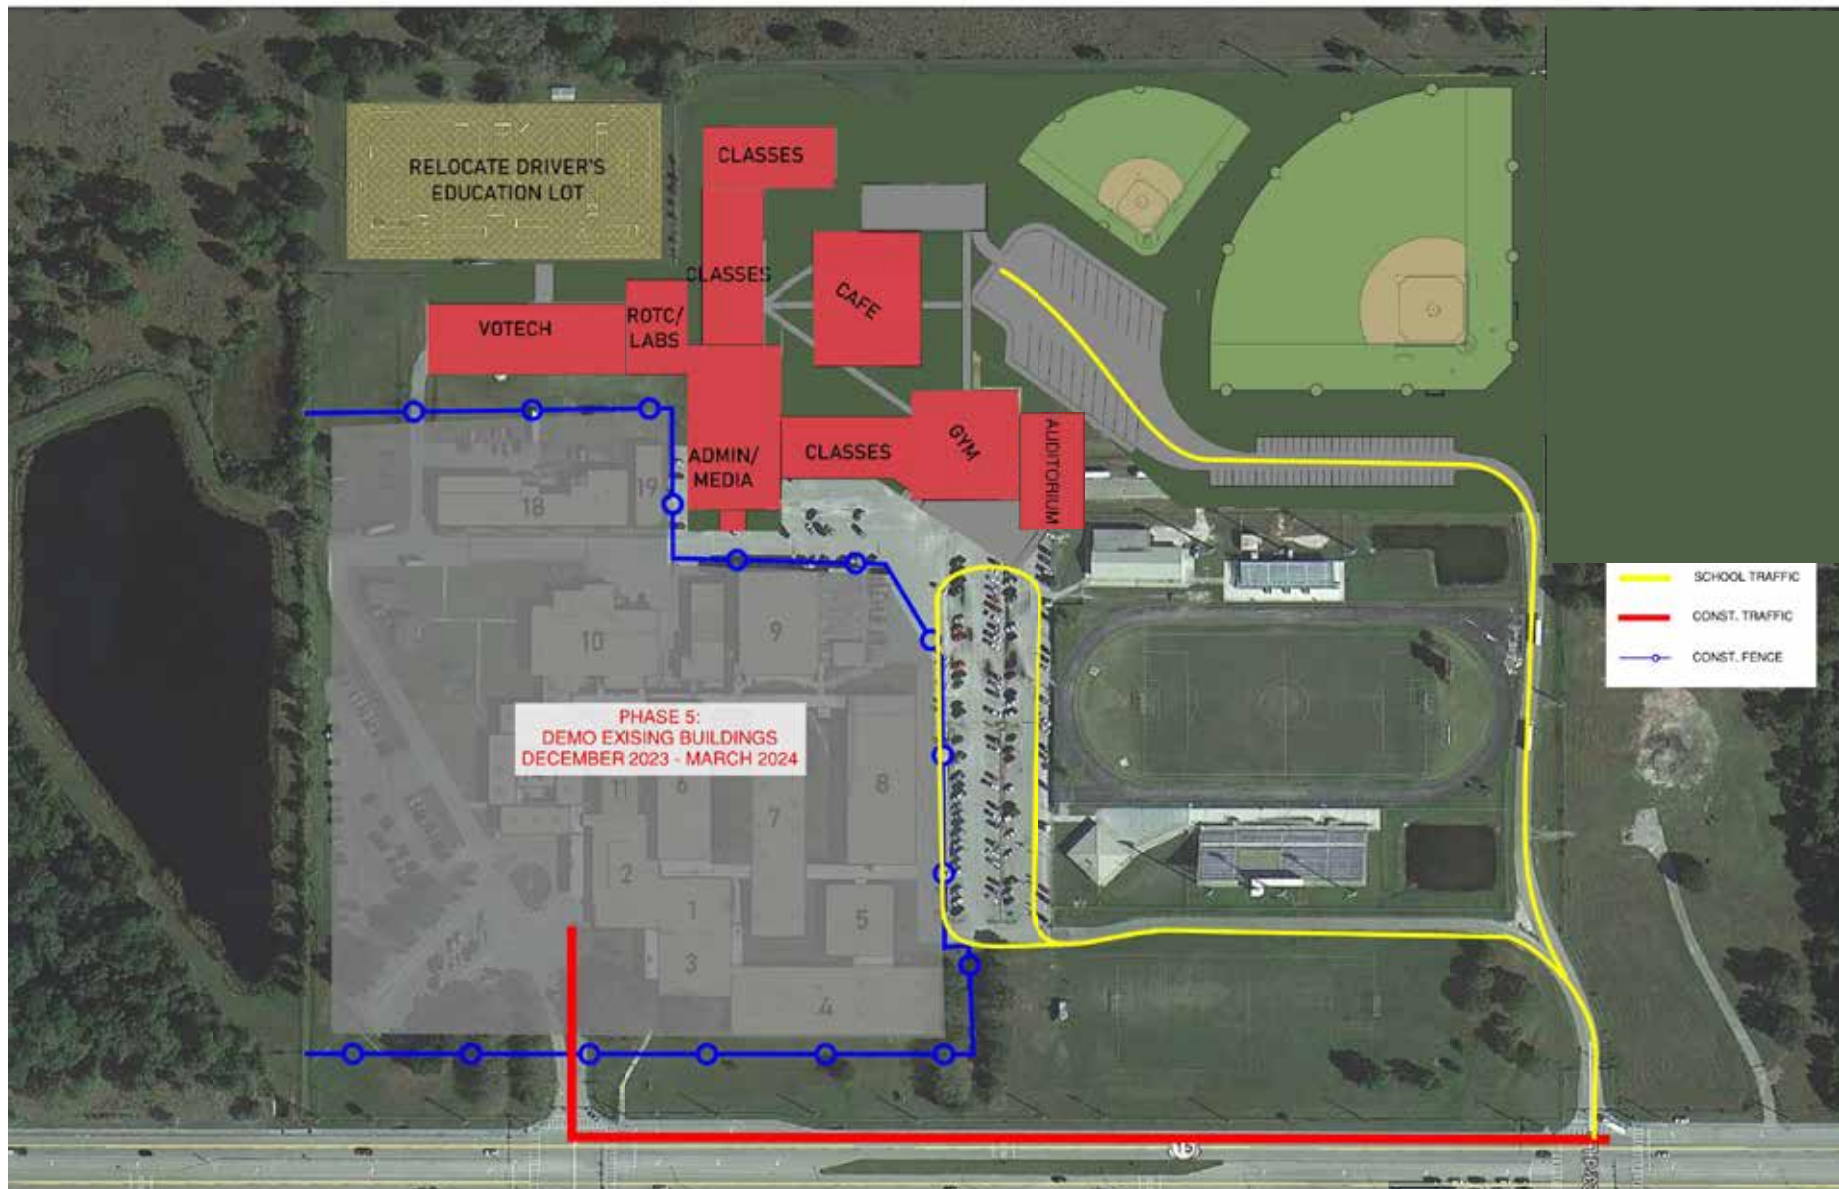 CLASSES
RELOCATE DRIVER'S
EDUCATION LOT
CLASSES
CAFE
VOTECH
ROTC/
LABS
ADMIN/
MEDIA
CLASSES
GYM
AUDITORIUM
18
19
10
9
SCHOOL TRAFFIC
CONST. TRAFFIC
CONST. FENCE
PHASE 5:
DEMO EXISING BUILDINGS
DECEMBER 2023 - MARCH 2024
11
6
7
8
2
1
5
3
4